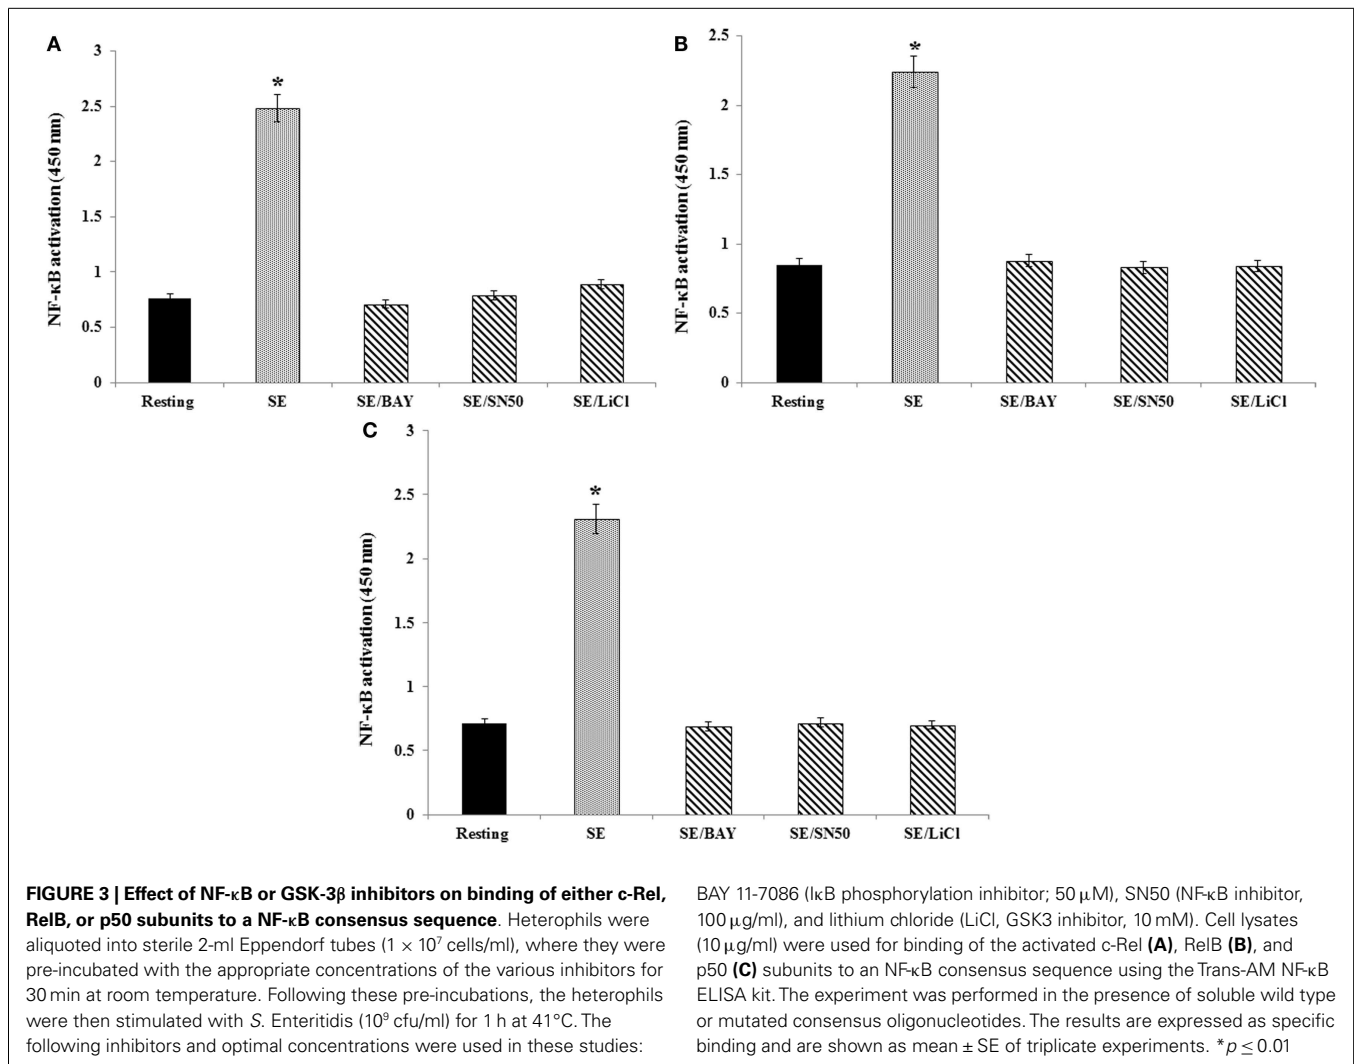 A
3
2.5
2
1.5
1
0.5
0
NF-κB activation (450 nm)
*
Resting SE SE/BAY SE/SN50 SE/LiCl
B
2.5
2
1.5
1
0.5
0
NF-κB activation (450 nm)
*
Resting SE SE/BAY SE/SN50 SE/LiCl
C
3
2.5
2
1.5
1
0.5
0
NF-κB activation (450 nm)
*
Resting SE SE/BAY SE/SN50 SE/LiCl
FIGURE 3 | Effect of NF-κB or GSK-3β inhibitors on binding of either c-Rel,
RelB, or p50 subunits to a NF-κB consensus sequence. Heterophils were
aliquoted into sterile 2-ml Eppendorf tubes (1 × 10⁷ cells/ml), where they were
pre-incubated with the appropriate concentrations of the various inhibitors for
30 min at room temperature. Following these pre-incubations, the heterophils
were then stimulated with S. Enteritidis (10⁹ cfu/ml) for 1 h at 41°C. The
following inhibitors and optimal concentrations were used in these studies:
BAY 11-7086 (IκB phosphorylation inhibitor; 50 μM), SN50 (NF-κB inhibitor,
100 μg/ml), and lithium chloride (LiCl, GSK3 inhibitor, 10 mM). Cell lysates
(10 μg/ml) were used for binding of the activated c-Rel (A), RelB (B), and
p50 (C) subunits to an NF-κB consensus sequence using the Trans-AM NF-κB
ELISA kit. The experiment was performed in the presence of soluble wild type
or mutated consensus oligonucleotides. The results are expressed as specific
binding and are shown as mean ± SE of triplicate experiments. *p ≤ 0.01